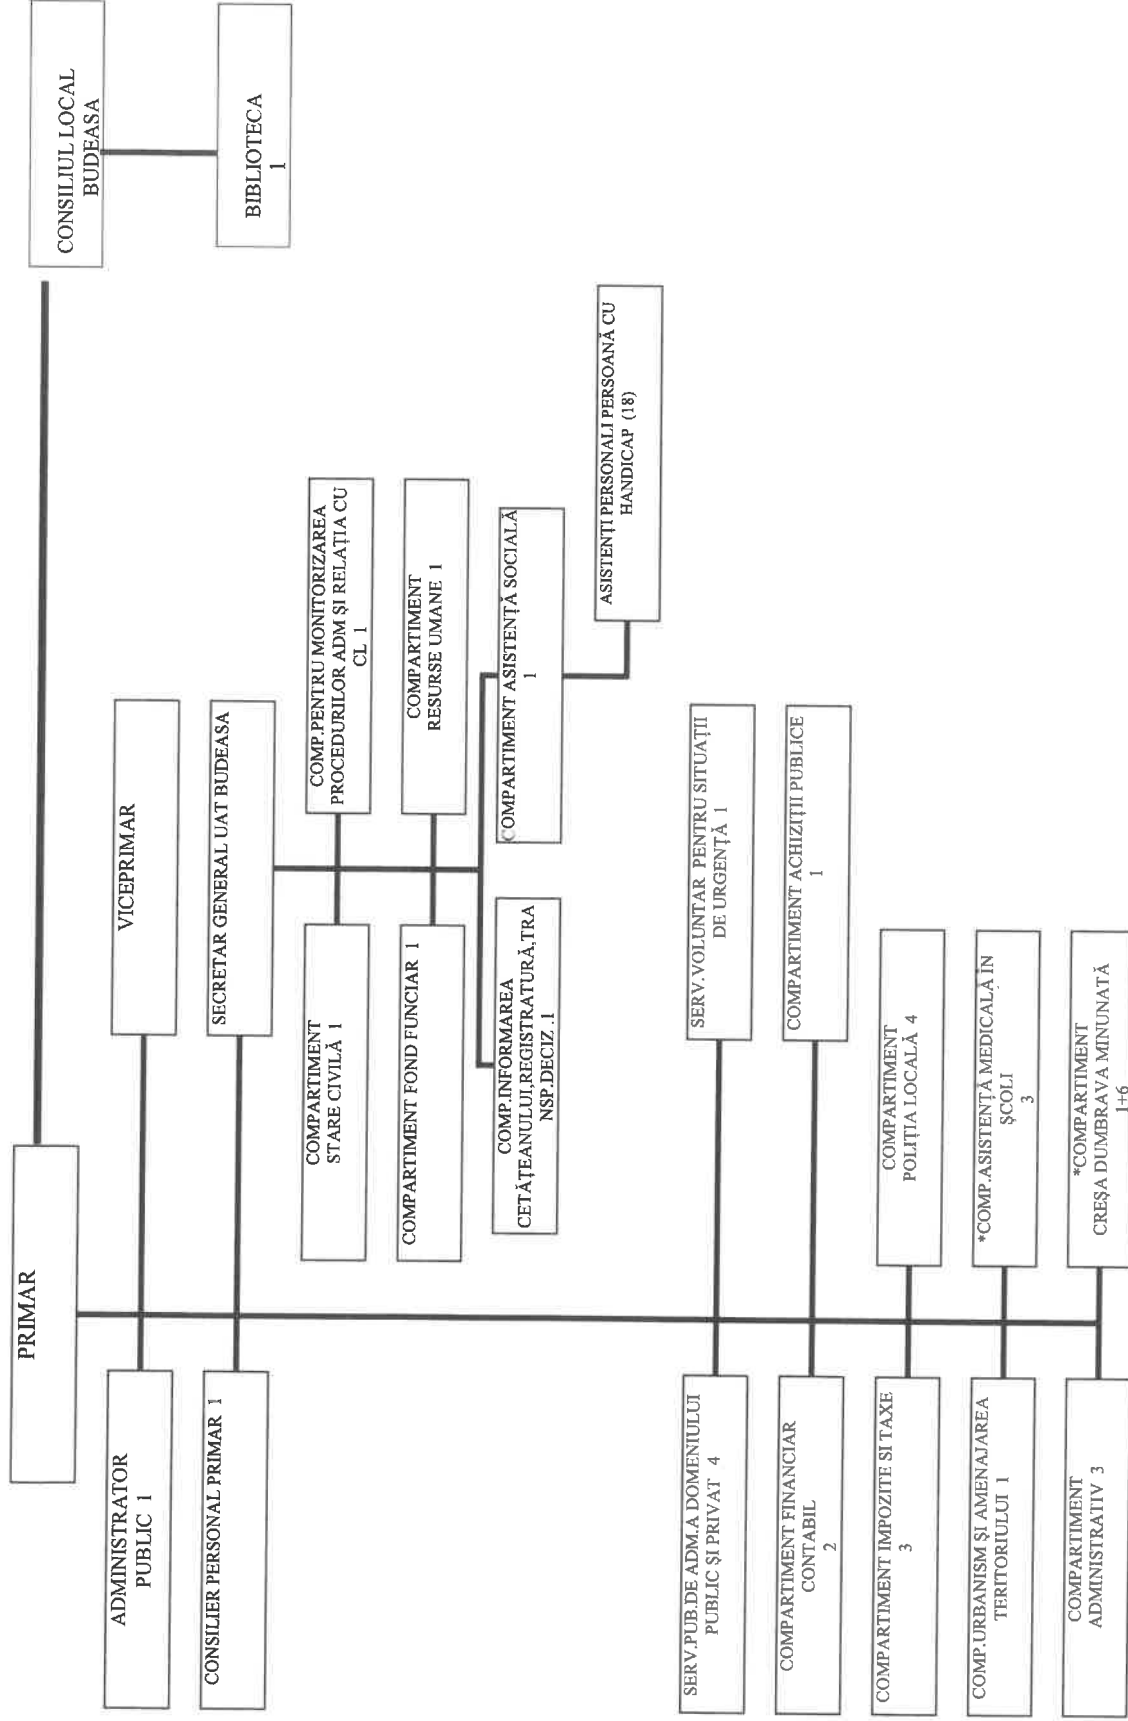 PRIMAR
CONSILIUL LOCAL
BUDEASA
BIBLIOTECA
1
ADMINISTRATOR
PUBLIC 1
VICEPRIMAR
CONSILIER PERSONAL PRIMAR 1
SECRETAR GENERAL UAT BUDEASA
COMPARTIMENT
STARE CIVILĂ 1
COMP.PENTRU MONITORIZAREA
PROCEDURILOR ADM ȘI RELAȚIA CU
CL 1
COMPARTIMENT FOND FUNCIAR 1
COMPARTIMENT
RESURSE UMANE 1
COMP.INFORMAREA
CETĂȚEANULUI,REGISTRATURĂ,TRA
NSP.DECIZ .1
COMPARTIMENT ASISTENȚĂ SOCIALĂ
1
ASISTENȚI PERSONALI PERSOANĂ CU
HANDICAP (18)
SERV.PUB.DE ADM.A DOMENIULUI
PUBLIC ȘI PRIVAT 4
SERV.VOLUNTAR PENTRU SITUAȚII
DE URGENȚĂ 1
COMPARTIMENT FINANCIAR
CONTABIL
2
COMPARTIMENT ACHIZIȚII PUBLICE
1
COMPARTIMENT IMPOZITE SI TAXE
3
COMPARTIMENT
POLIȚIA LOCALĂ 4
COMP.URBANISM ȘI AMENAJAREA
TERITORIULUI 1
*COMP.ASISTENȚĂ MEDICALĂ IN
ȘCOLI
3
COMPARTIMENT
ADMINISTRATIV 3
*COMPARTIMENT
CREȘA DUMBRAVA MINUNATĂ
1+6